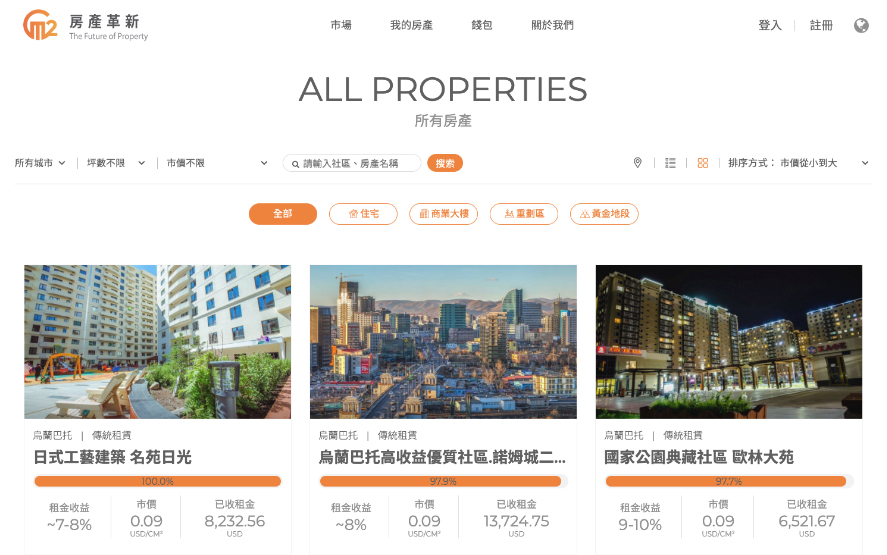 房產革新
The Future of Property
市場 我的房產 錢包 關於我們
登入 註冊
ALL PROPERTIES
所有房產
所有城市 坪數不限 市價不限 請輸入社區、房產名稱 搜索 排序方式： 市價從小到大
全部 住宅 商業大樓 重劃區 黃金地段
烏蘭巴托 | 傳統租賃
日式工藝建築 名苑日光
100.0%
租金收益 市價 已收租金
~7-8% 0.09 8,232.56
USD/CM² USD
烏蘭巴托 | 傳統租賃
烏蘭巴托高收益優質社區.諾姆城二...
97.9%
租金收益 市價 已收租金
~8% 0.09 13,724.75
USD/CM² USD
烏蘭巴托 | 傳統租賃
國家公園典藏社區 歐林大苑
97.7%
租金收益 市價 已收租金
9-10% 0.09 6,521.67
USD/CM² USD